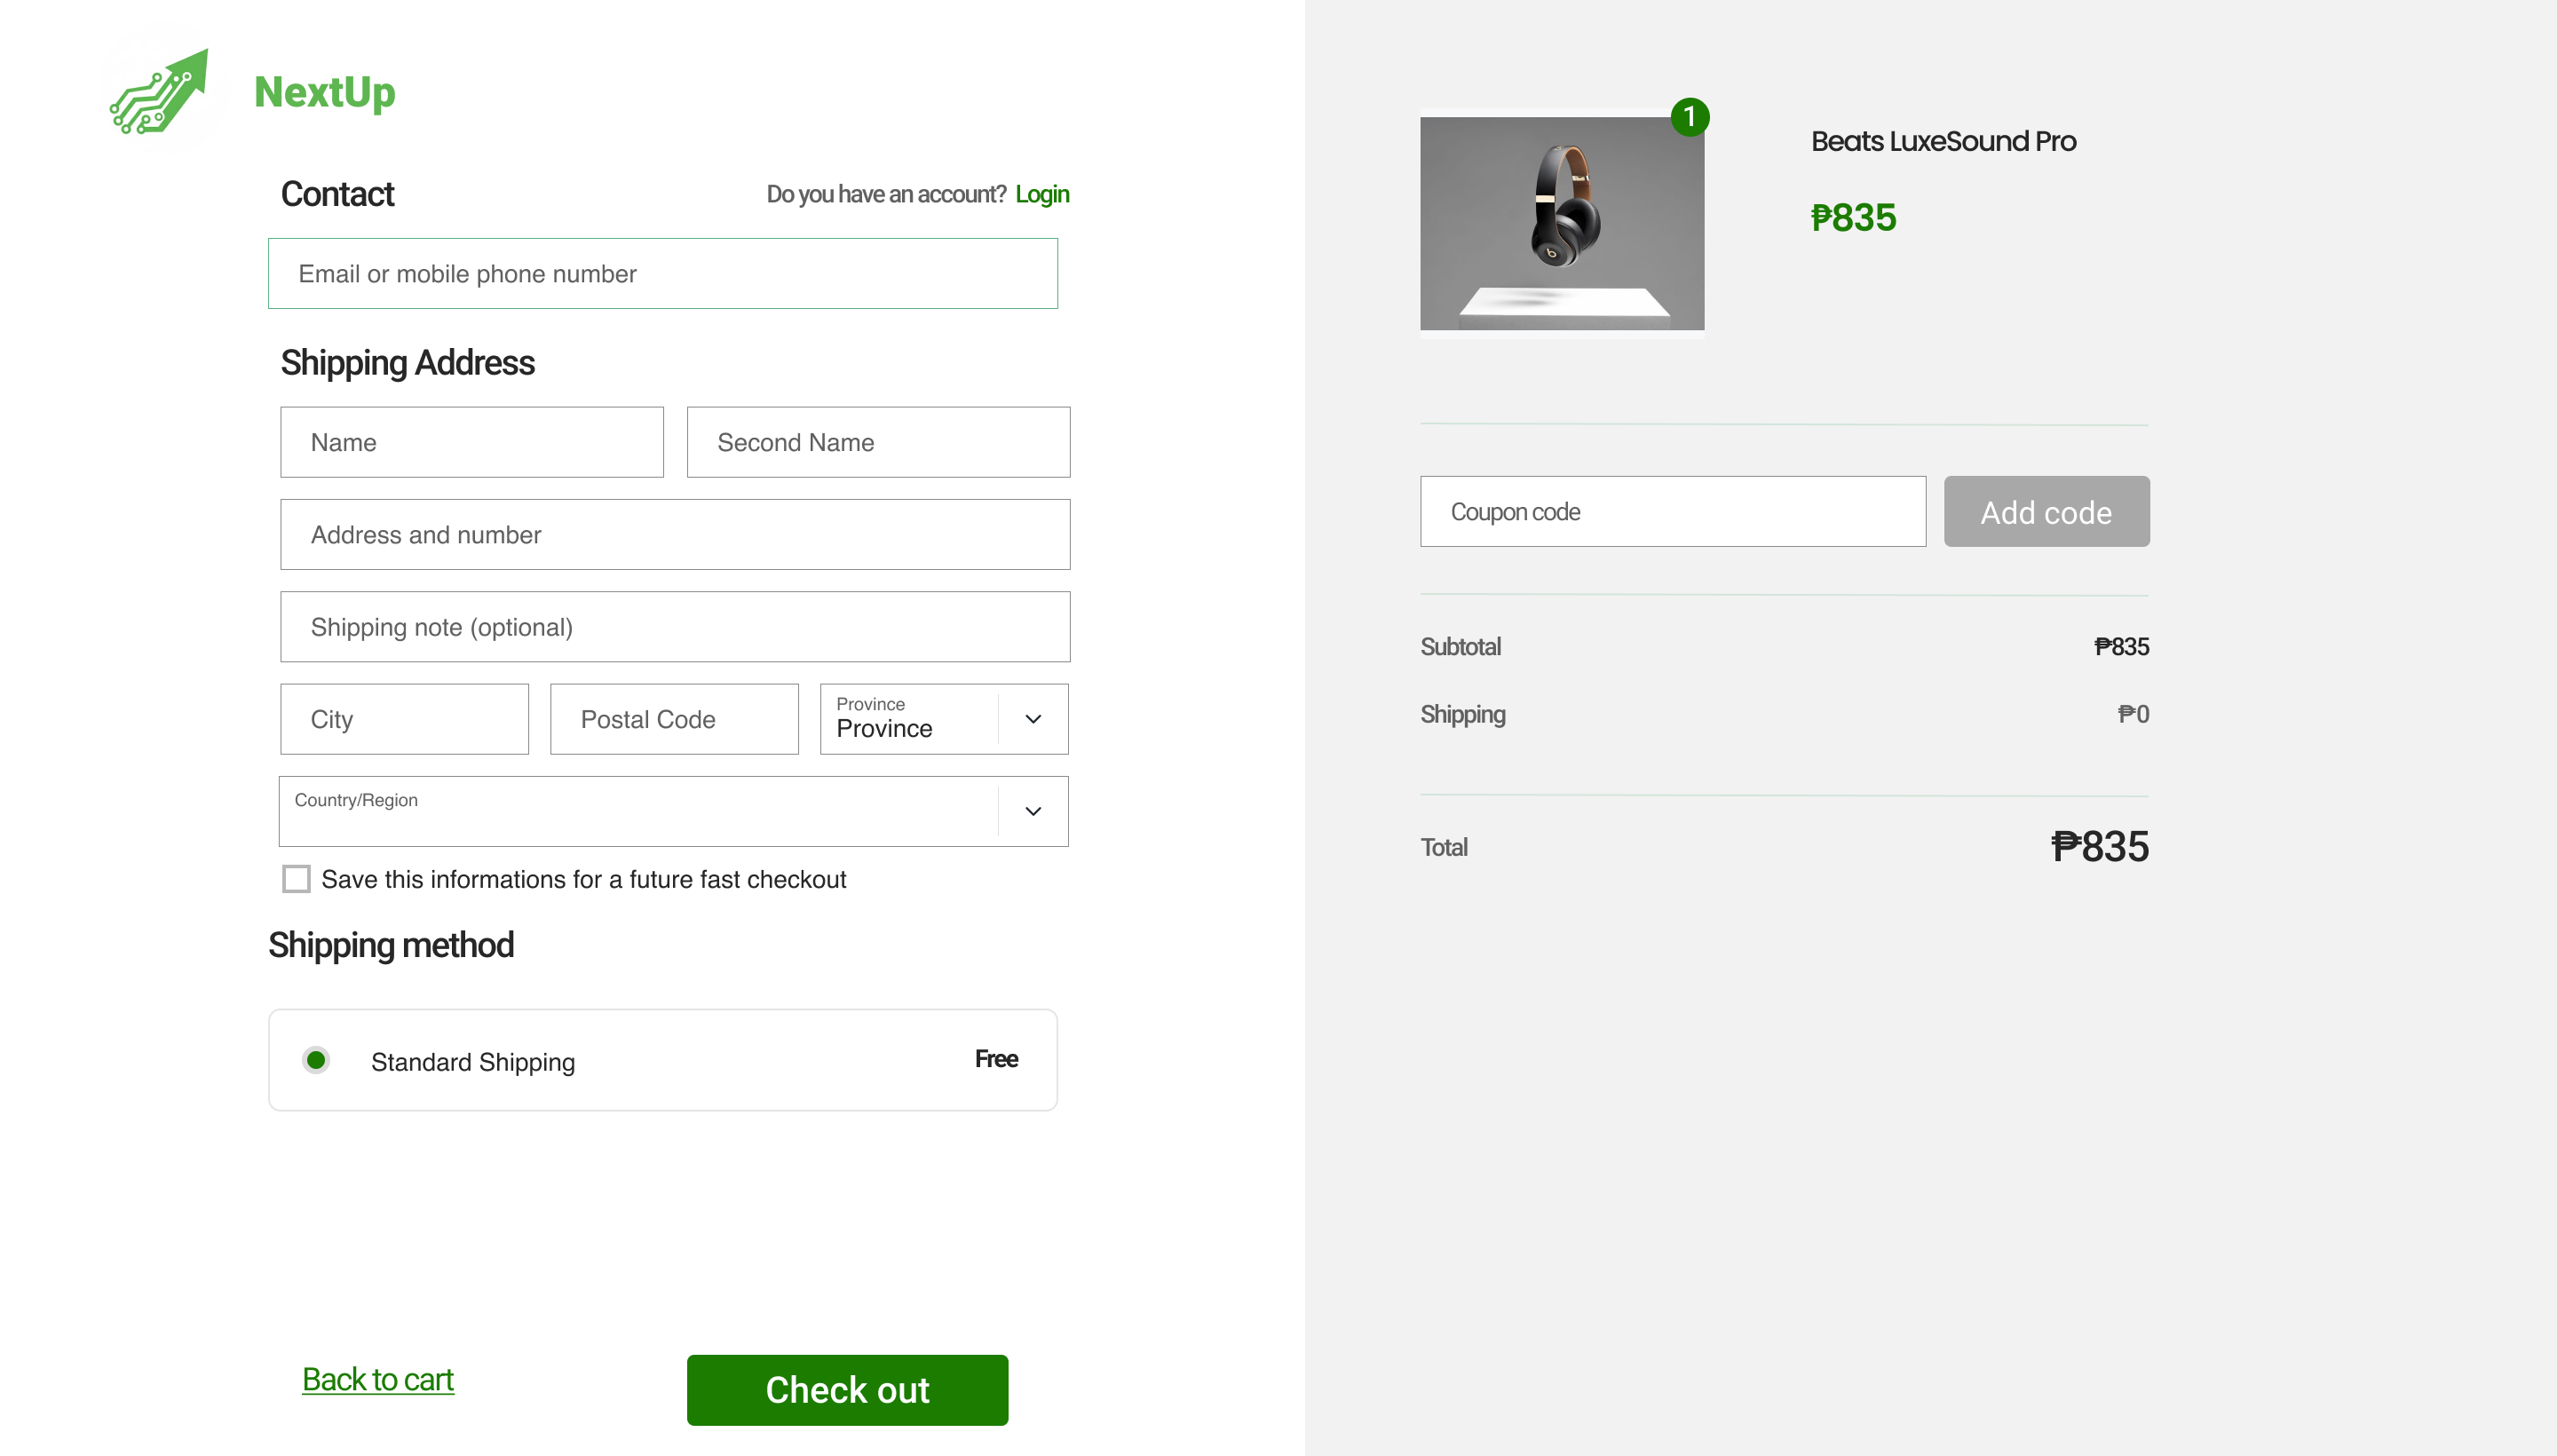 NextUp
Contact
Do you have an account? Login
Email or mobile phone number
Shipping Address
Name
Second Name
Address and number
Shipping note (optional)
City
Postal Code
Province
Province
Country/Region
Save this informations for a future fast checkout
Shipping method
Standard Shipping
Free
Back to cart
Check out
1
Beats LuxeSound Pro
₱835
Coupon code
Add code
Subtotal
₱835
Shipping
₱0
Total
₱835